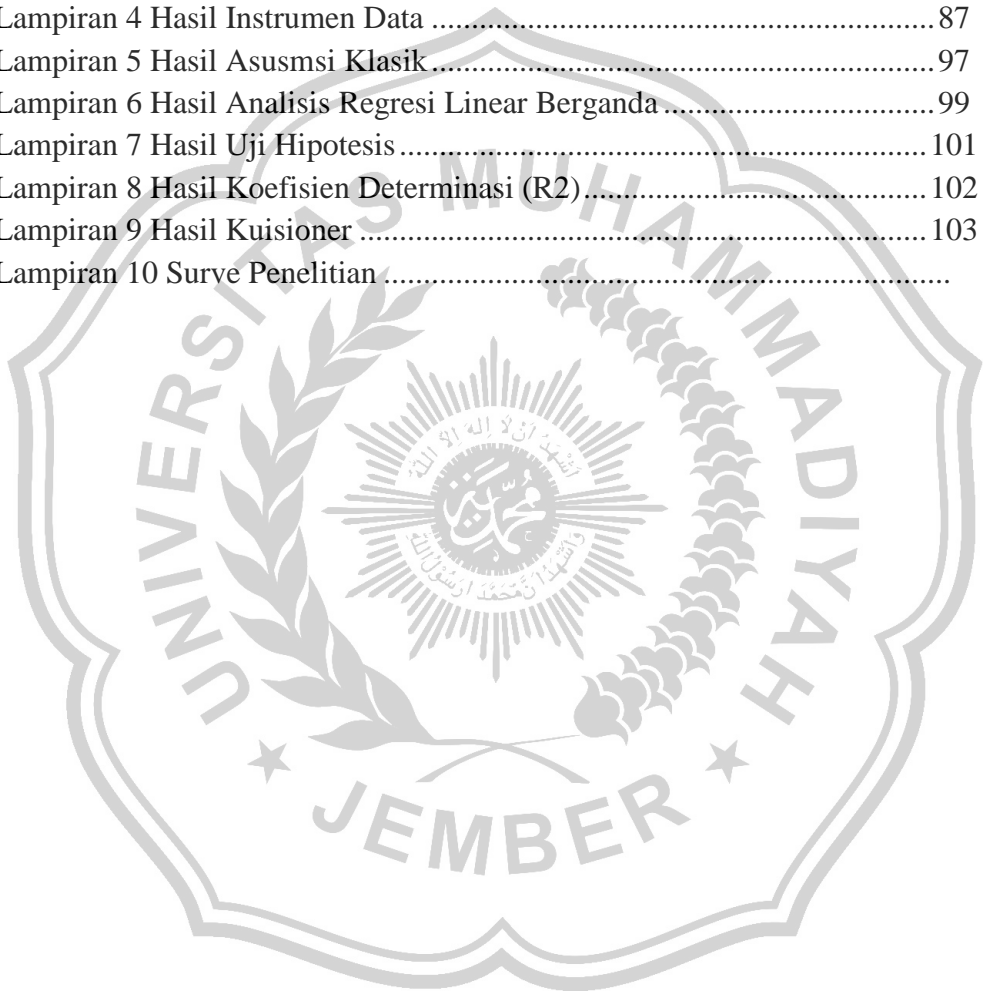 Lampiran 4 Hasil Instrumen Data ................................................................ 87
Lampiran 5 Hasil Asusmsi Klasik ................................................................ 97
Lampiran 6 Hasil Analisis Regresi Linear Berganda ................................ 99
Lampiran 7 Hasil Uji Hipotesis ................................................................ 101
Lampiran 8 Hasil Koefisien Determinasi (R2) ........................................... 102
Lampiran 9 Hasil Kuisioner ..................................................................... 103
Lampiran 10 Surve Penelitian ........................................................................
UNIVERSITAS MUHAMMADIYAH
JEMBER